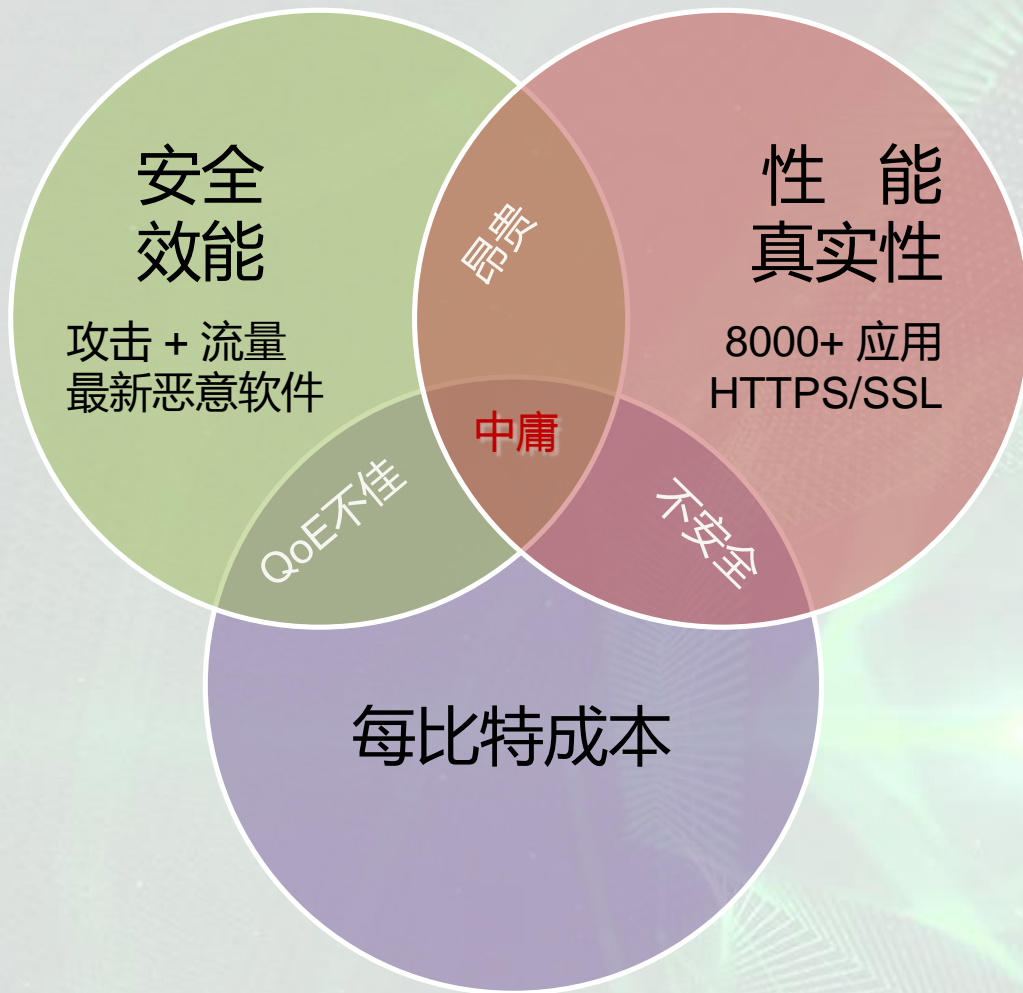 安全
效能
攻击 + 流量
最新恶意软件
性 能
真实性
8000+ 应用
HTTPS/SSL
昂贵
中庸
QoE不佳
不安全
每比特成本